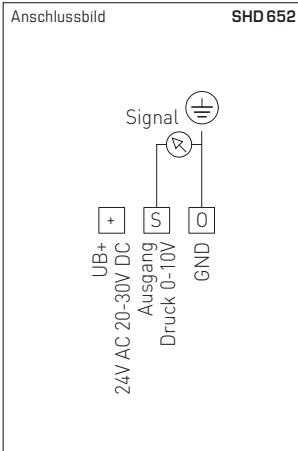 Anschlussbild SHD 652
Signal
+ S 0
UB+
24V AC 20-30V DC
Ausgang
Druck 0-10V
GND